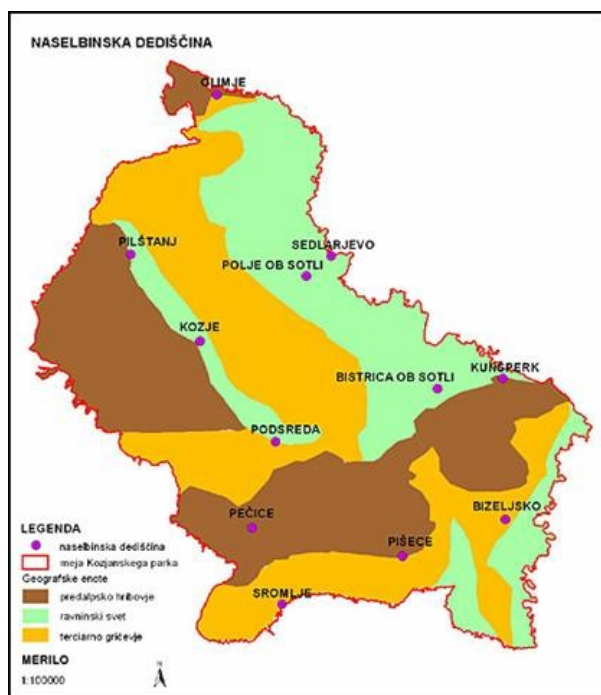 NASELBINSKA DEDIŠČINA
OLIMJE
PILŠTANJ
SEDLARJEVO
POLJE OB SOTLI
KOZJE
KUNŠPERK
BISTRICA OB SOTLI
PODSREDA
BIZELJSKO
PEČICE
PIŠECE
SROMLJE
LEGENDA
naselbinska dediščina
meja Kozjanskega parka
Geografske enote
predalpsko hribovje
ravninski svet
terciarno gričevje
MERILO
1:100000
N